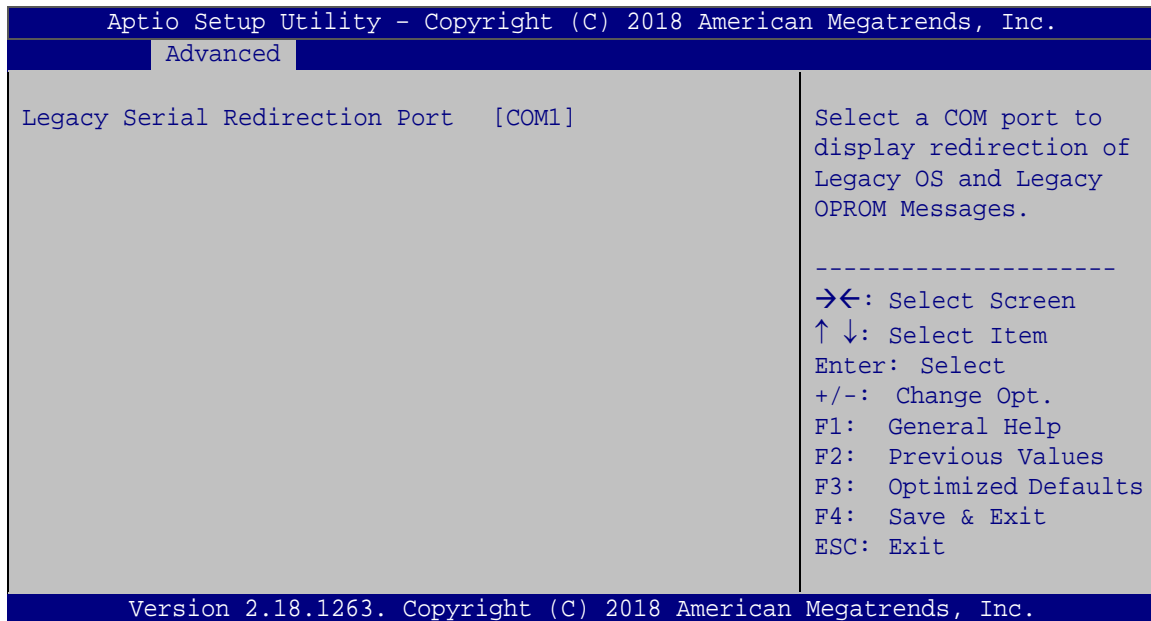 Aptio Setup Utility – Copyright (C) 2018 American Megatrends, Inc.
Advanced
Legacy Serial Redirection Port [COM1]
Select a COM port to
display redirection of
Legacy OS and Legacy
OPROM Messages.
---------------------
→←: Select Screen
↑ ↓: Select Item
Enter: Select
+/-: Change Opt.
F1: General Help
F2: Previous Values
F3: Optimized Defaults
F4: Save & Exit
ESC: Exit
Version 2.18.1263. Copyright (C) 2018 American Megatrends, Inc.